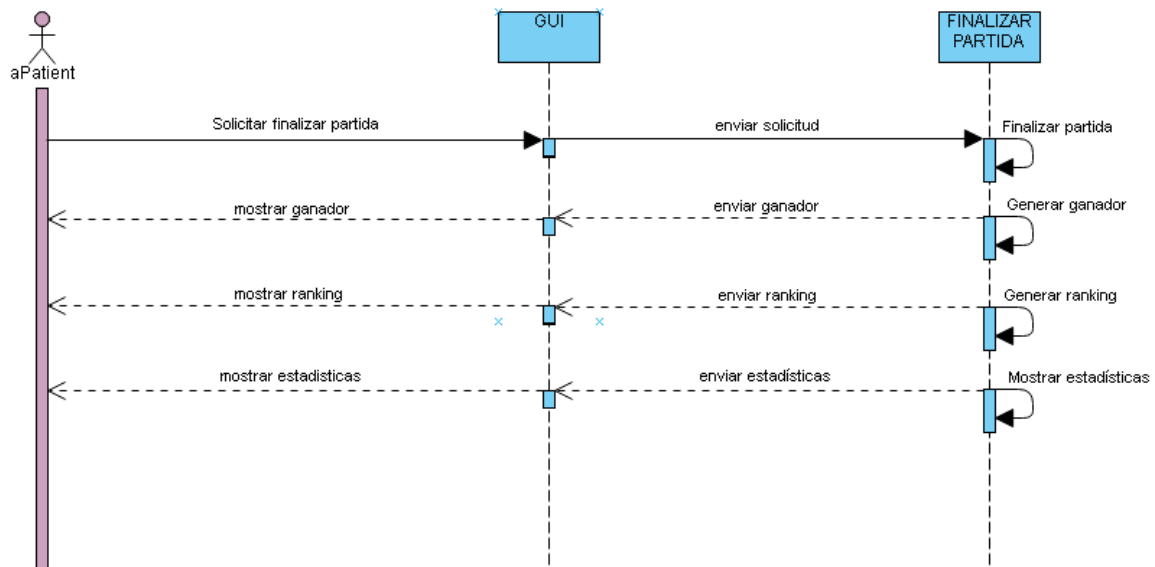 GUI
FINALIZAR
PARTIDA
aPatient
Solicitar finalizar partida
enviar solicitud
Finalizar partida
mostrar ganador
enviar ganador
Generar ganador
mostrar ranking
enviar ranking
Generar ranking
mostrar estadisticas
enviar estadísticas
Mostrar estadísticas